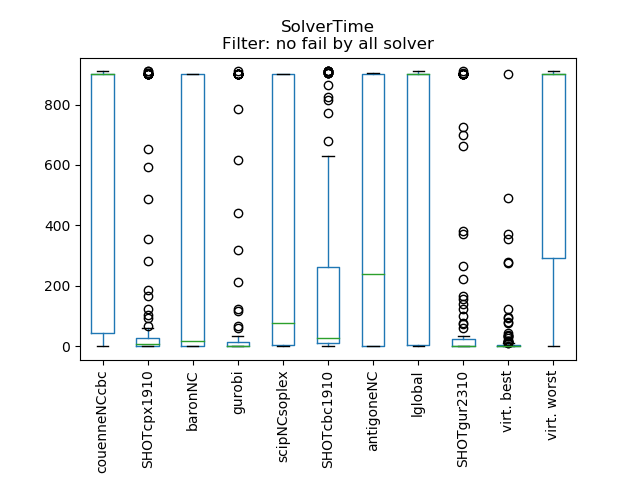 SolverTime
Filter: no fail by all solver
800
600
400
200
0
couenneNCcbc
SHOTcpx1910
baronNC
gurobi
scipNCsoplex
SHOTcbc1910
antigoneNC
lglobal
SHOTgur2310
virt. best
virt. worst